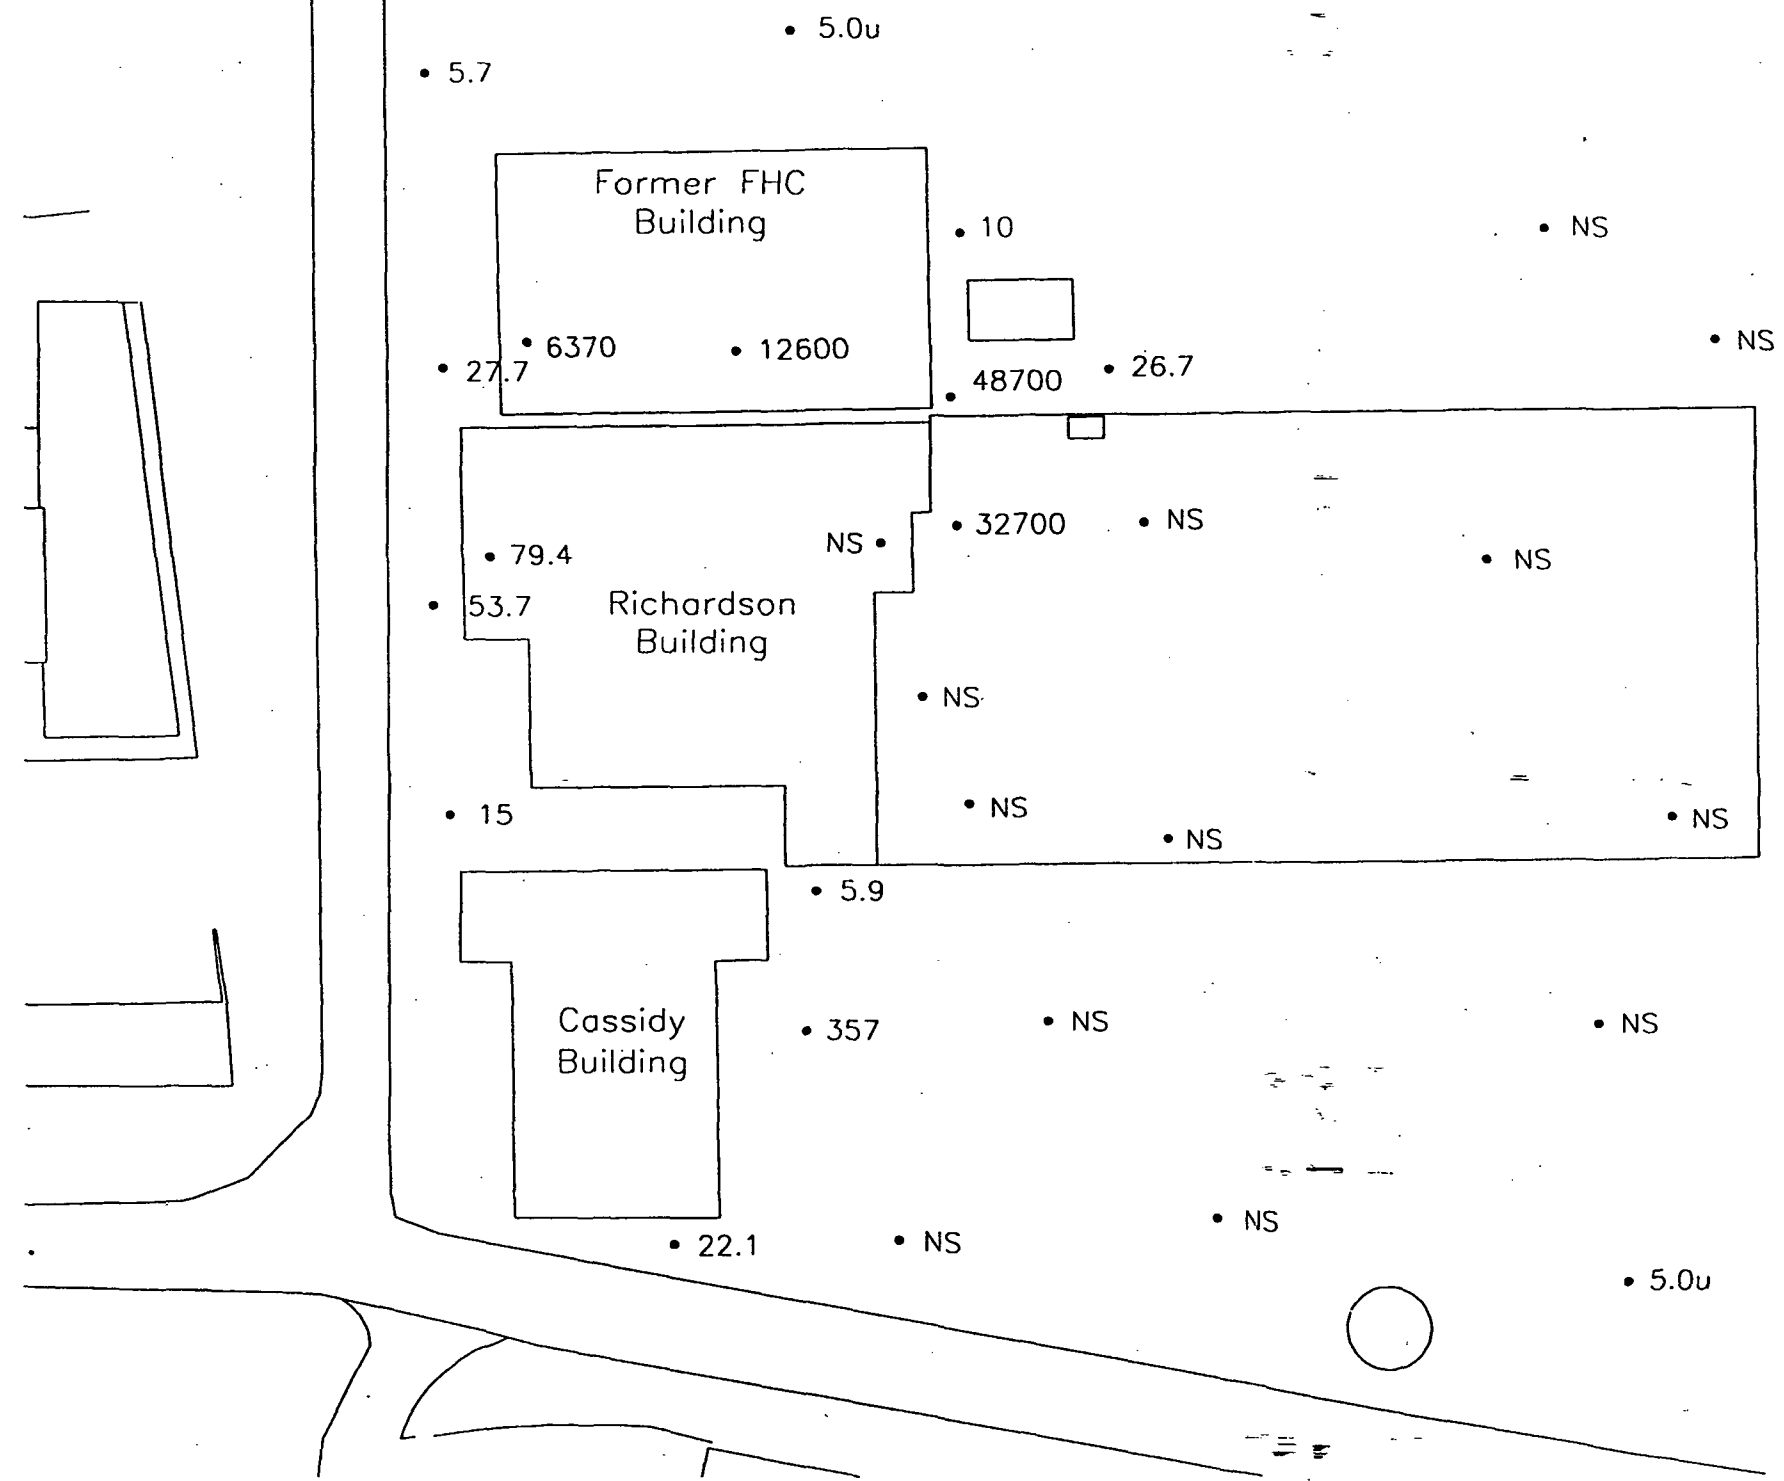 5.0u
5.7
Former FHC
Building
10
NS
NS
6370
12600
27.7
48700
26.7
32700
NS
NS
NS
79.4
53.7
Richardson
Building
NS
NS
15
NS
NS
5.9
Cassidy
Building
357
NS
NS
22.1
NS
NS
5.0u